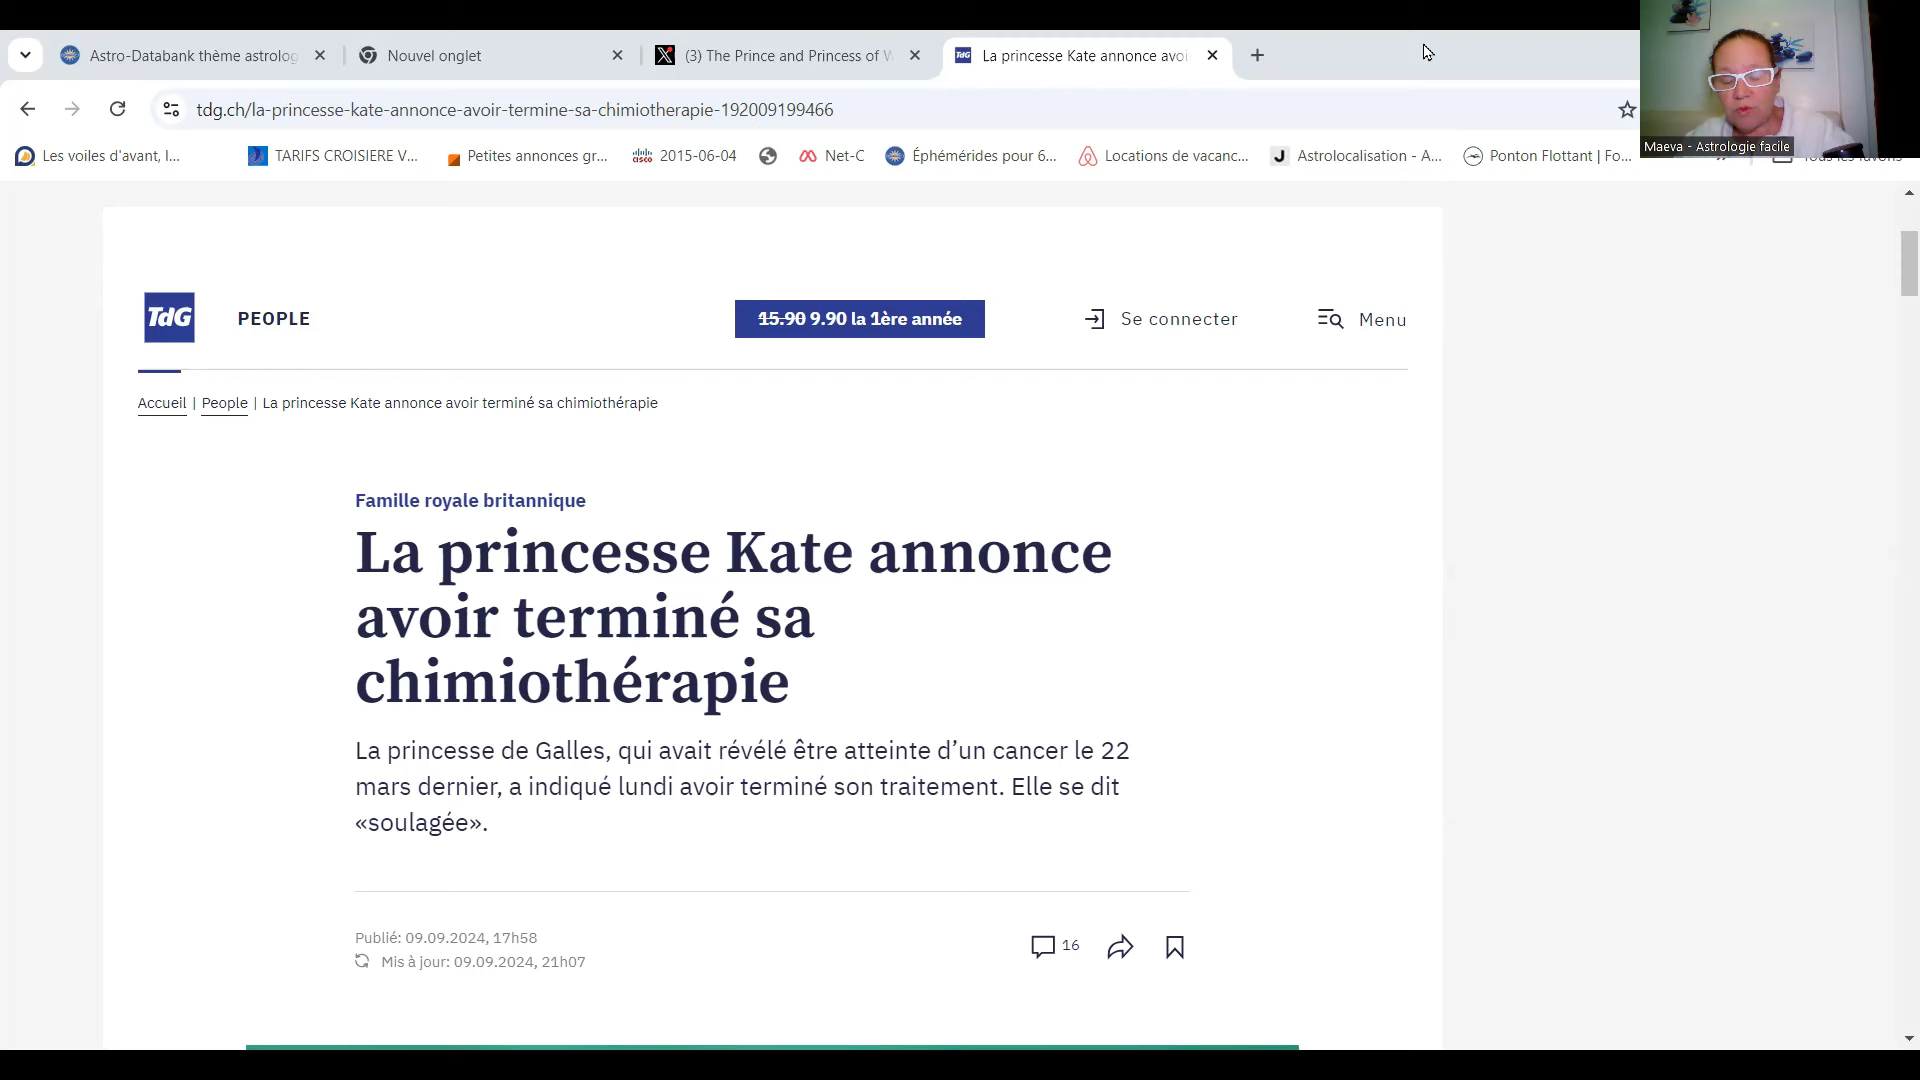 Astro-Databank thème astrolog
Nouvel onglet
(3) The Prince and Princess of W
TdG La princesse Kate annonce avoi
tdg.ch/la-princesse-kate-annonce-avoir-termine-sa-chimiotherapie-192009199466
Maeva - Astrologie facile
Les voiles d'avant, l...
TARIFS CROISIERE V...
Petites annonces gr...
cisco 2015-06-04
Net-C
Éphémérides pour 6...
Locations de vacanc...
J Astrolocalisation - A...
Ponton Flottant | Fo...
TdG
PEOPLE
15.90 9.90 la 1ère année
Se connecter
Menu
Accueil | People | La princesse Kate annonce avoir terminé sa chimiothérapie
Famille royale britannique
La princesse Kate annonce
avoir terminé sa
chimiothérapie
La princesse de Galles, qui avait révélé être atteinte d’un cancer le 22
mars dernier, a indiqué lundi avoir terminé son traitement. Elle se dit
«soulagée».
Publié: 09.09.2024, 17h58
16
Mis à jour: 09.09.2024, 21h07